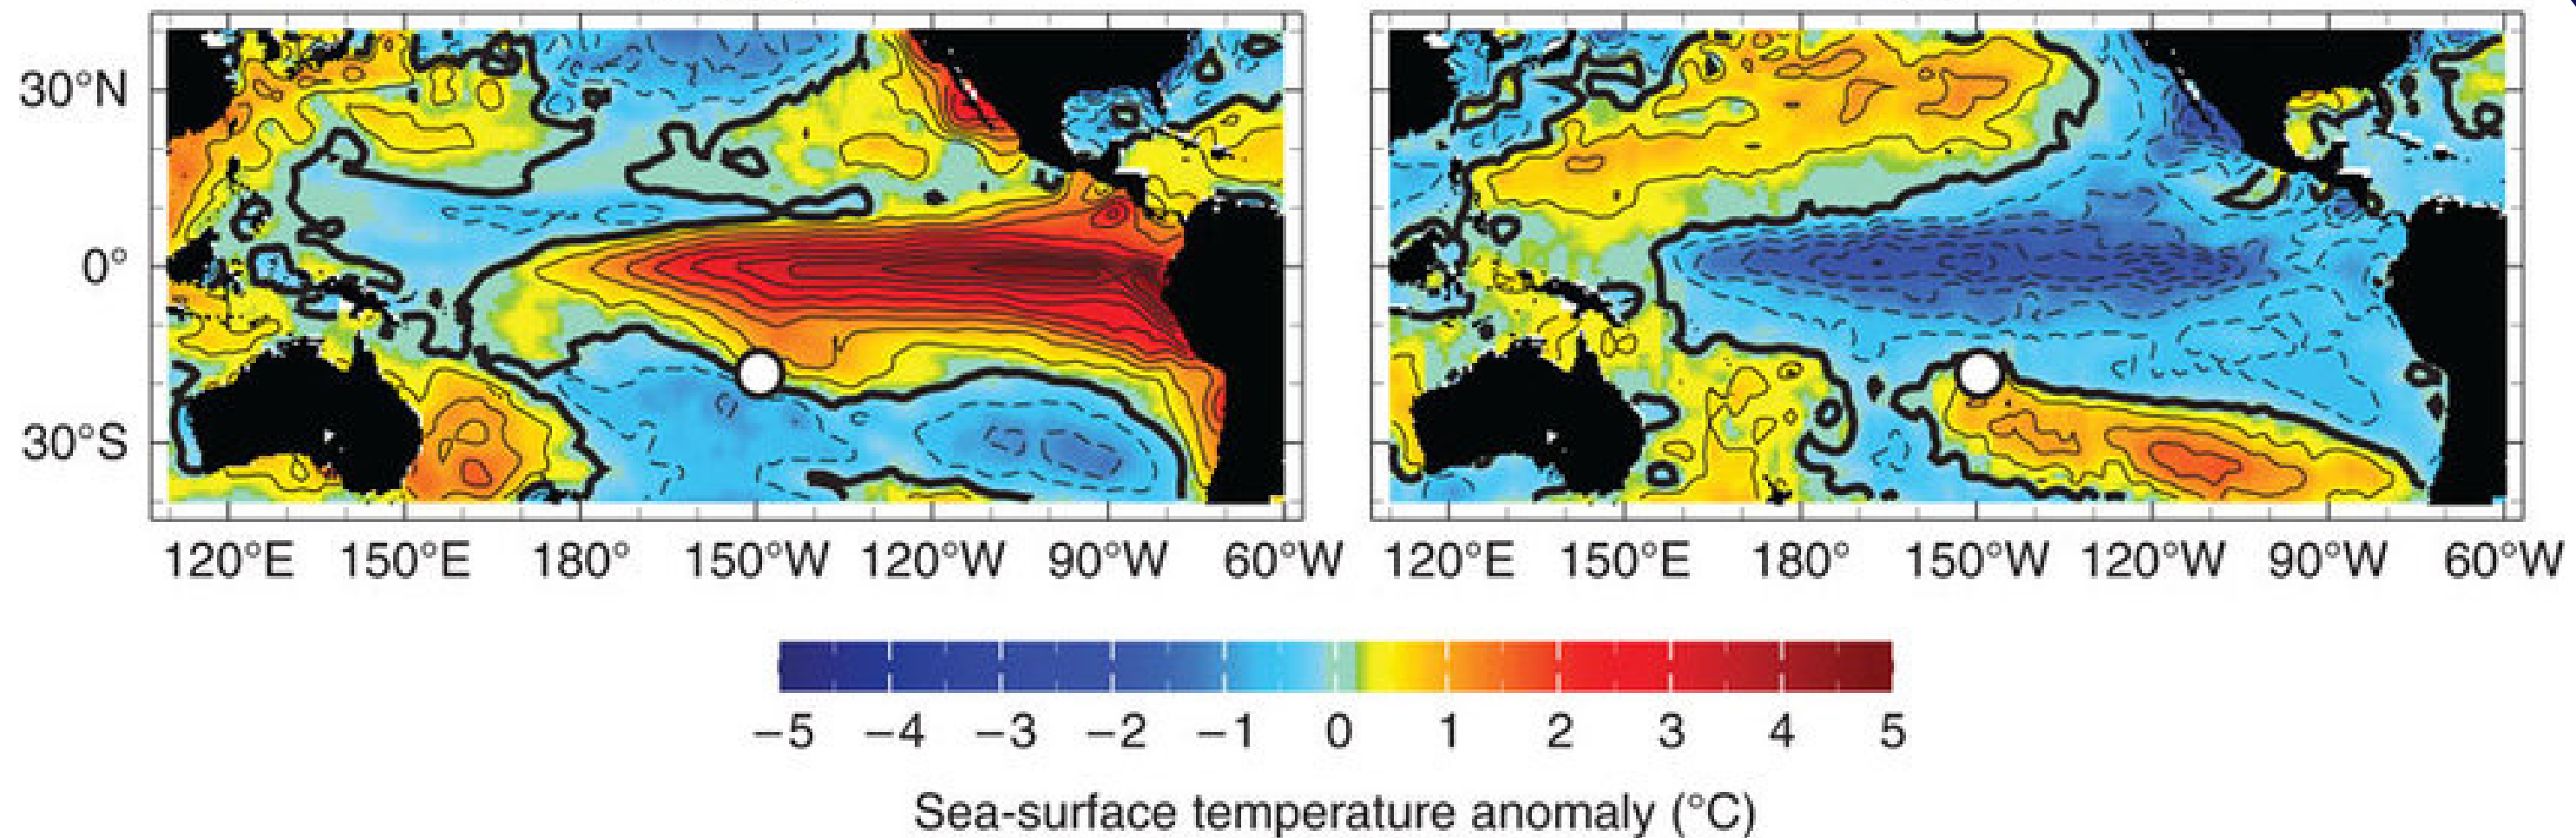 30°N
0°
30°S
120°E 150°E 180° 150°W 120°W 90°W 60°W 120°E 150°E 180° 150°W 120°W 90°W 60°W
−5 −4 −3 −2 −1 0 1 2 3 4 5
Sea-surface temperature anomaly (°C)